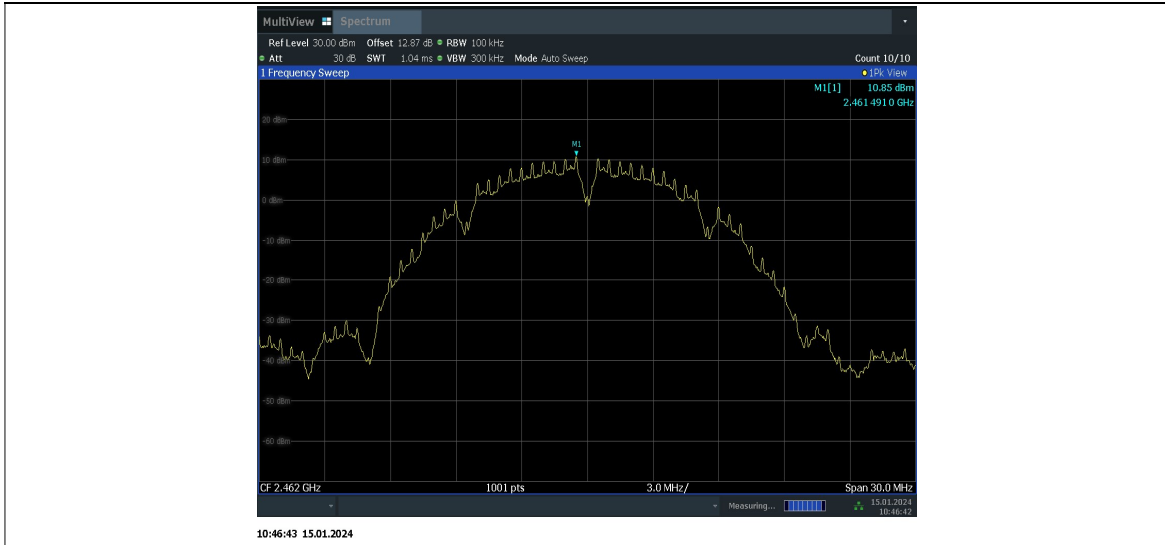 MultiView Spectrum
Ref Level 30.00 dBm Offset 12.87 dB RBW 100 kHz
Att 30 dB SWT 1.04 ms VBW 300 kHz Mode Auto Sweep Count 10/10
1 Frequency Sweep 1Pk View
M1[1] 10.85 dBm
2.461 4910 GHz
20 dBm
M1
10 dBm
0 dBm
-10 dBm
-20 dBm
-30 dBm
-40 dBm
-50 dBm
-60 dBm
CF 2.462 GHz 1001 pts 3.0 MHz/ Span 30.0 MHz
Measuring... 15.01.2024
10:46:42
10:46:43 15.01.2024